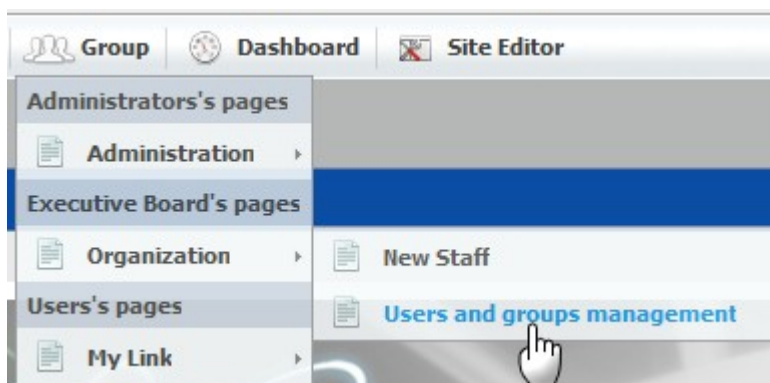 Group Dashboard Site Editor
Administrators's pages
Administration
Executive Board's pages
Organization
New Staff
Users's pages
Users and groups management
My Link